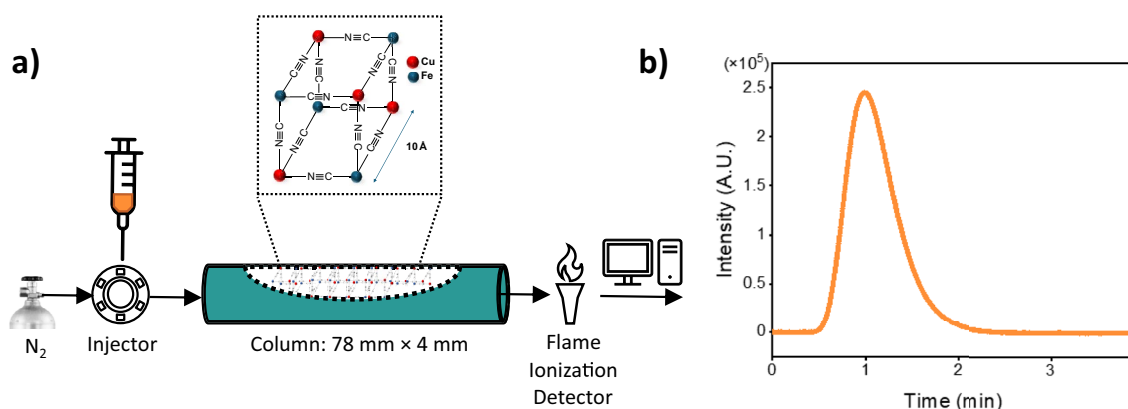 a)
N≡C
Cu
Fe
N≡C
C≡N
N≡C
C≡N
C≡N
C≡N
C≡N
N≡C
N≡C
N≡C
C≡N
10 Å
N≡C
N₂
Injector
Column: 78 mm × 4 mm
Flame
Ionization
Detector
b)
(×10⁵)
2.5
2
1.5
1
0.5
0
Intensity (A.U.)
0
1
2
3
Time (min)